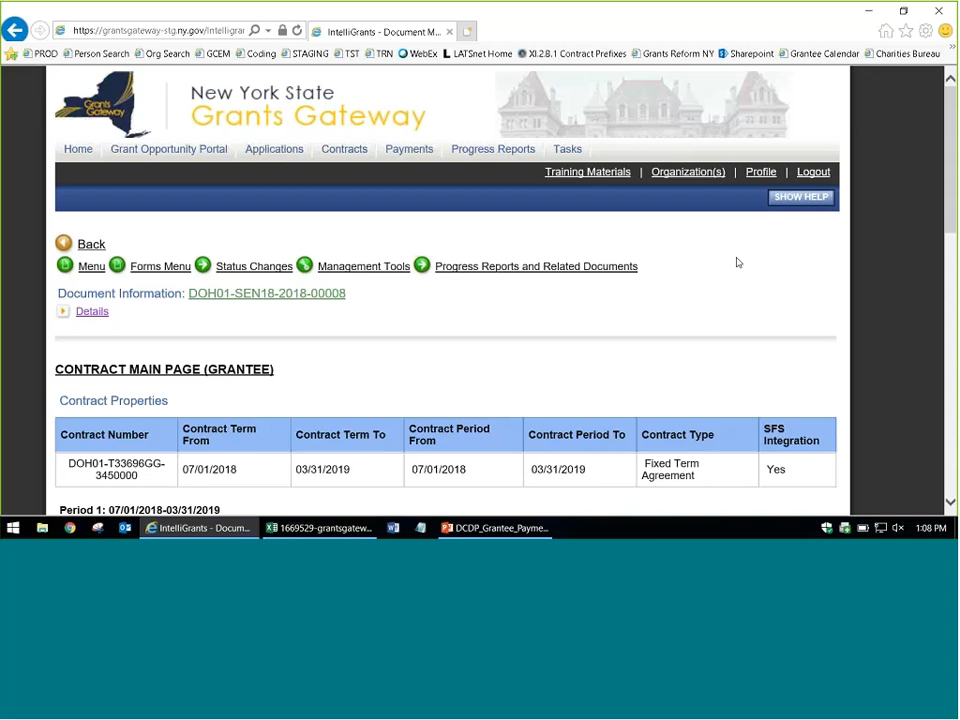 https://grantsgateway-stg.ny.gov/Intelligrar
IntelliGrants - Document M...
PROD Person Search Org Search GCEM Coding STAGING TST TRN WebEx LATSnet Home XI.2.8.1 Contract Prefixes Grants Reform NY Sharepoint Grantee Calendar Charities Bureau
Grants Gateway
New York State
Grants Gateway
Home Grant Opportunity Portal Applications Contracts Payments Progress Reports Tasks
Training Materials | Organization(s) | Profile | Logout
SHOW HELP
Back
Menu Forms Menu Status Changes Management Tools Progress Reports and Related Documents
Document Information: DOH01-SEN18-2018-00008
Details
CONTRACT MAIN PAGE (GRANTEE)
Contract Properties
Contract Number Contract Term From Contract Term To Contract Period From Contract Period To Contract Type SFS Integration
DOH01-T33696GG-3450000 07/01/2018 03/31/2019 07/01/2018 03/31/2019 Fixed Term Agreement Yes
Period 1: 07/01/2018-03/31/2019
IntelliGrants - Docum... 1669529-grantsgatew... DCDP_Grantee_Payme... 1:08 PM